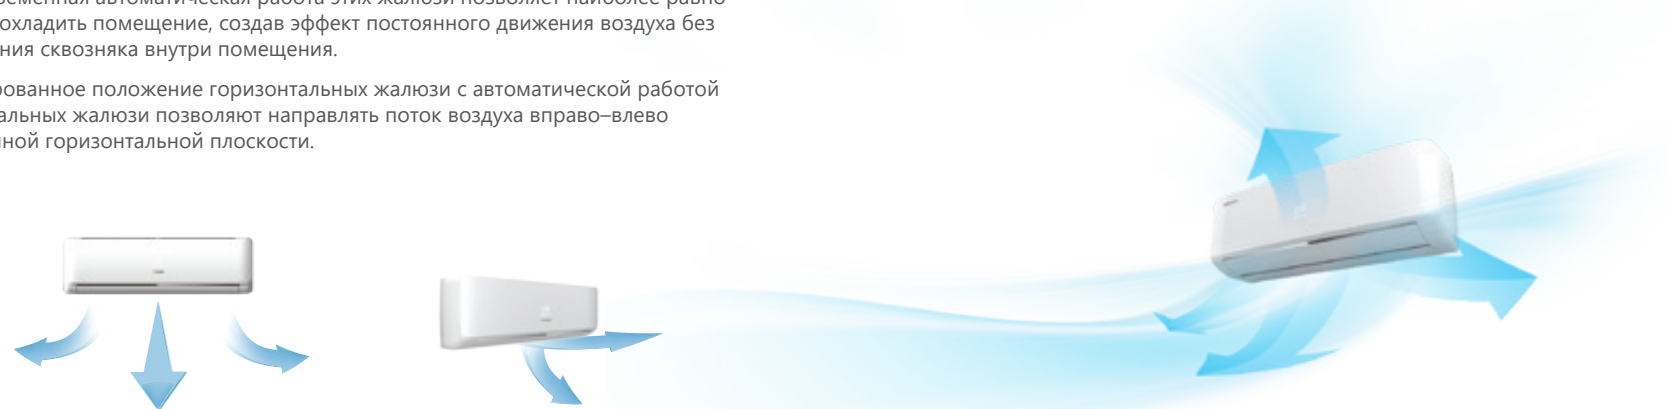 ременная автоматическая работа этих жалюзи позволяет наиболее равно
охладить помещение, создав эффект постоянного движения воздуха без
ния сквозняка внутри помещения.
рованное положение горизонтальных жалюзи с автоматической работой
альных жалюзи позволяют направлять поток воздуха вправо–влево
ной горизонтальной плоскости.